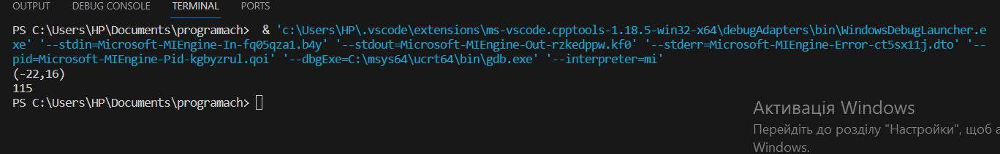 OUTPUT DEBUG CONSOLE TERMINAL PORTS
PS C:\Users\HP\Documents\programach>  & 'c:\Users\HP\.vscode\extensions\ms-vscode.cpptools-1.18.5-win32-x64\debugAdapters\bin\WindowsDebugLauncher.e
xe' '--stdin=Microsoft-MIEngine-In-fq05qza1.b4y' '--stdout=Microsoft-MIEngine-Out-rzkedppw.kf0' '--stderr=Microsoft-MIEngine-Error-ct5sx11j.dto' '--
pid=Microsoft-MIEngine-Pid-kgbyzrul.qoi' '--dbgExe=C:\msys64\ucrt64\bin\gdb.exe' '--interpreter=mi'
(-22,16)
115
PS C:\Users\HP\Documents\programach>
Активація Windows
Перейдіть до розділу "Настройки", щоб а
Windows.